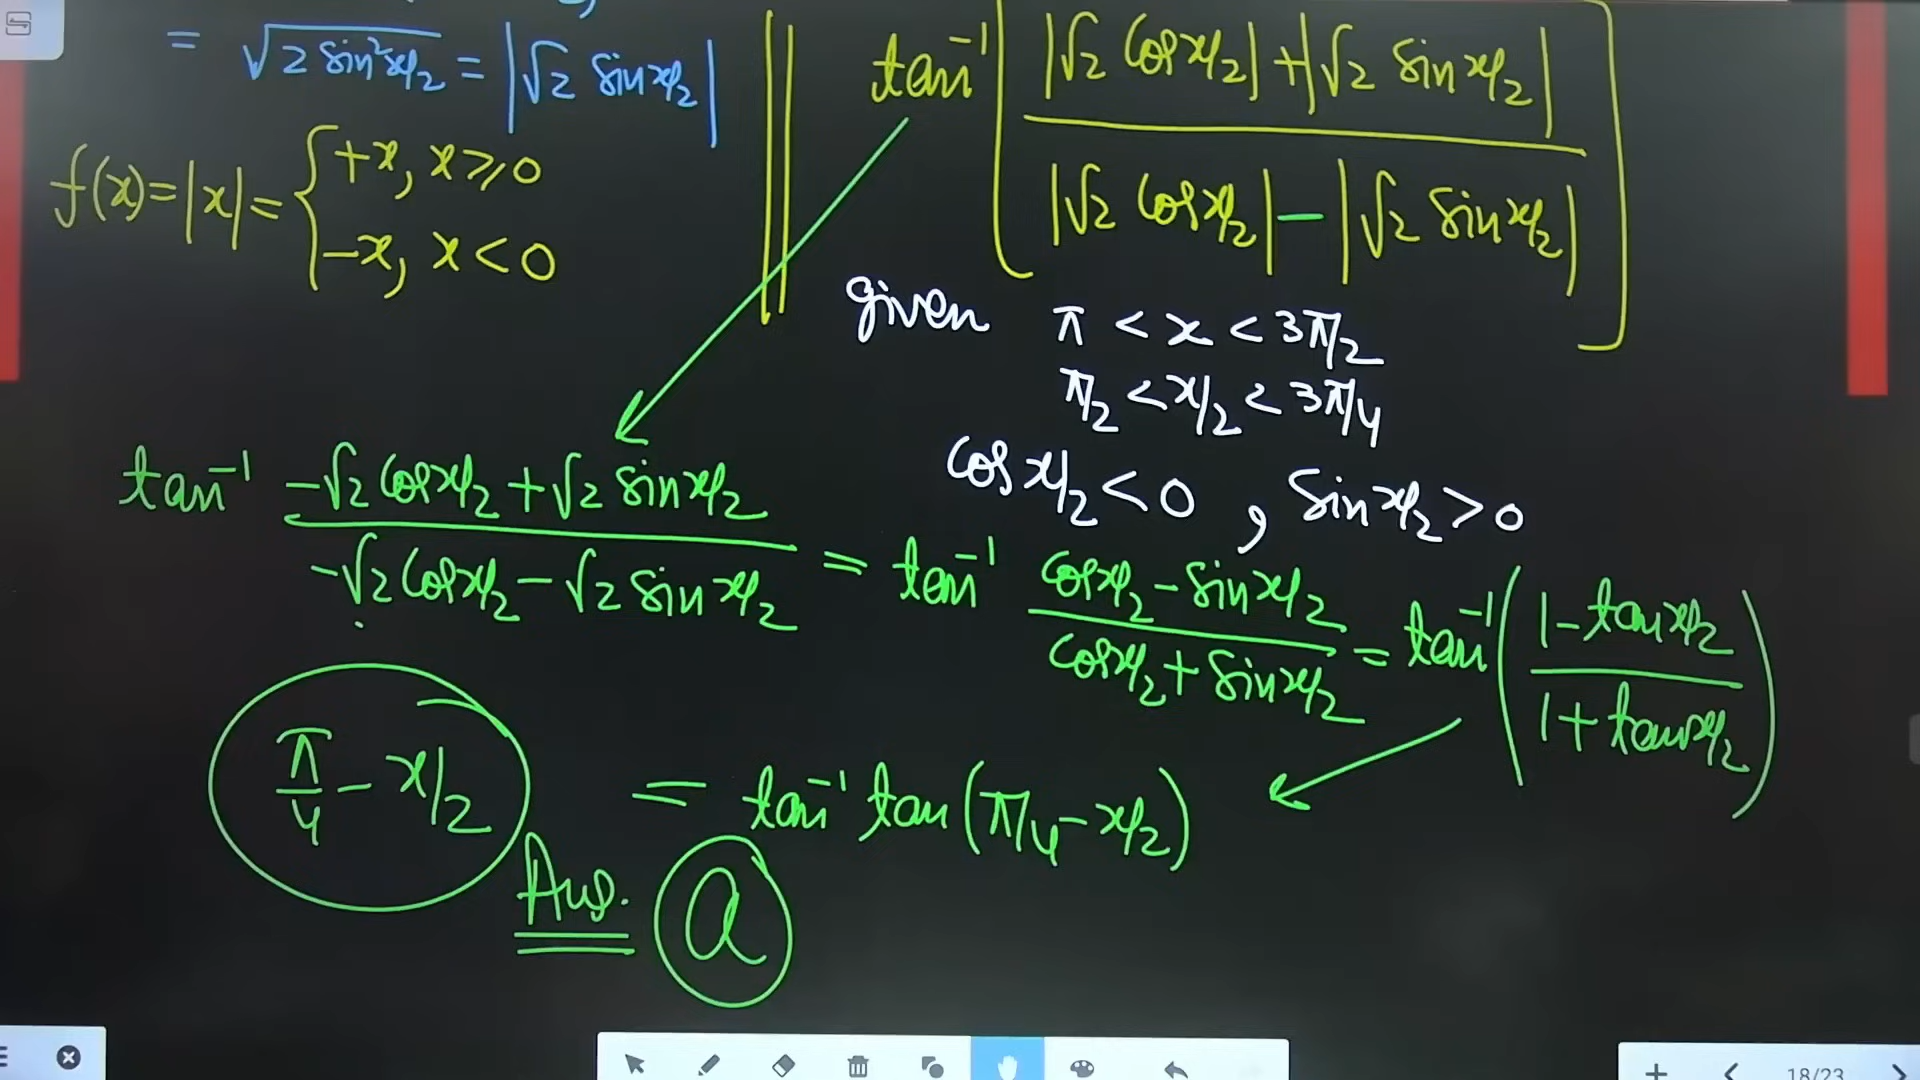 = √2 sin²x/2 = |√2 sin x/2|
f(x) = |x| = { +x, x ≥ 0
-x, x < 0
tan⁻¹ [ |√2 cos x/2| + |√2 sin x/2|
|√2 cos x/2| - |√2 sin x/2| ]
given π < x < 3π/2
π/2 < x/2 < 3π/4
cos x/2 < 0 , sin x/2 > 0
tan⁻¹ (-√2 cos x/2 + √2 sin x/2) / (-√2 cos x/2 - √2 sin x/2) = tan⁻¹ (cos x/2 - sin x/2) / (cos x/2 + sin x/2) = tan⁻¹ ( (1 - tan x/2) / (1 + tan x/2) )
= tan⁻¹ tan (π/4 - x/2)
π/4 - x/2
Ans. a
18/23